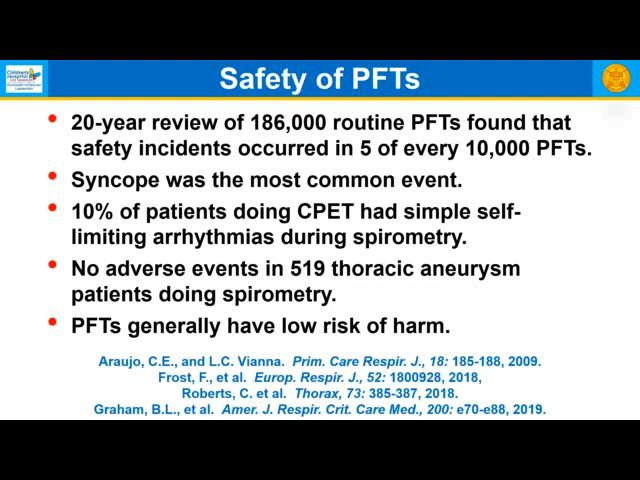 Children's
Hospital
Safety of PFTs
• 20-year review of 186,000 routine PFTs found that
safety incidents occurred in 5 of every 10,000 PFTs.
• Syncope was the most common event.
• 10% of patients doing CPET had simple self-
limiting arrhythmias during spirometry.
• No adverse events in 519 thoracic aneurysm
patients doing spirometry.
• PFTs generally have low risk of harm.
Araujo, C.E., and L.C. Vianna. Prim. Care Respir. J., 18: 185-188, 2009.
Frost, F., et al. Europ. Respir. J., 52: 1800928, 2018,
Roberts, C. et al. Thorax, 73: 385-387, 2018.
Graham, B.L., et al. Amer. J. Respir. Crit. Care Med., 200: e70-e88, 2019.